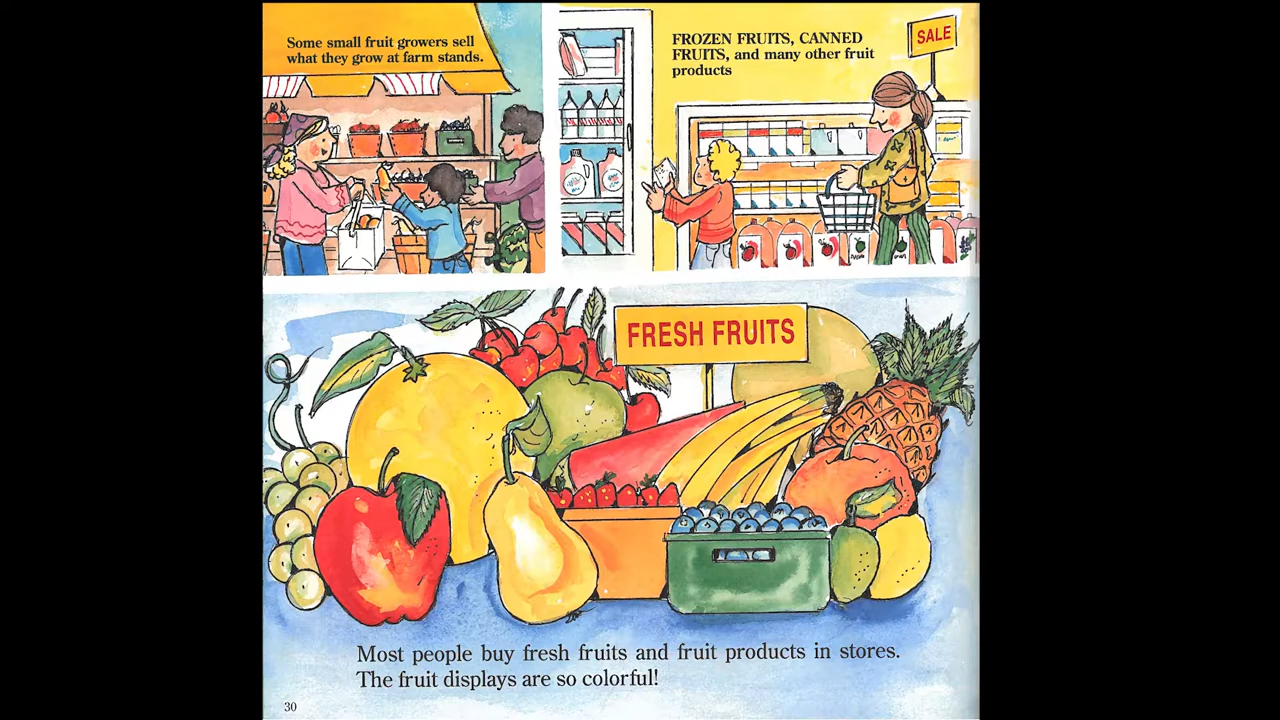 Some small fruit growers sell
what they grow at farm stands.
FROZEN FRUITS, CANNED
FRUITS, and many other fruit
products
SALE
FRESH FRUITS
Most people buy fresh fruits and fruit products in stores.
The fruit displays are so colorful!
30